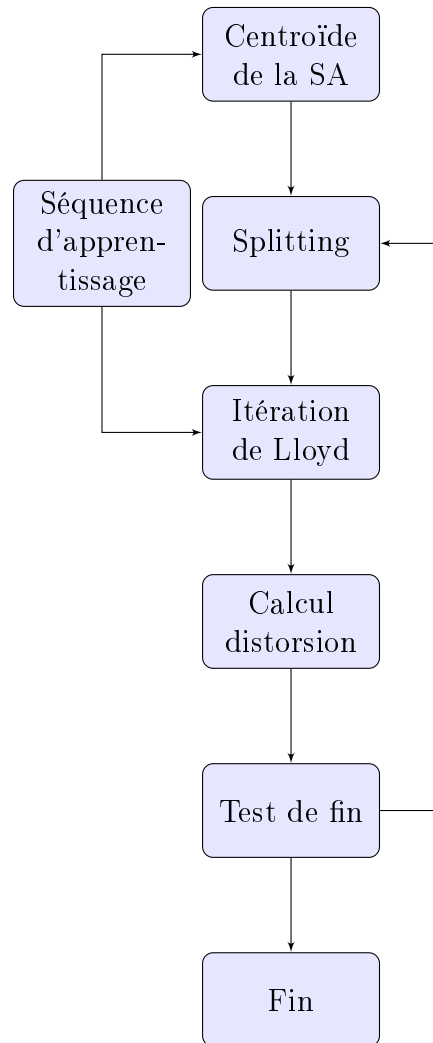 Centroïde
de la SA
Séquence
d'appren-
tissage
Splitting
Itération
de Lloyd
Calcul
distorsion
Test de fin
Fin